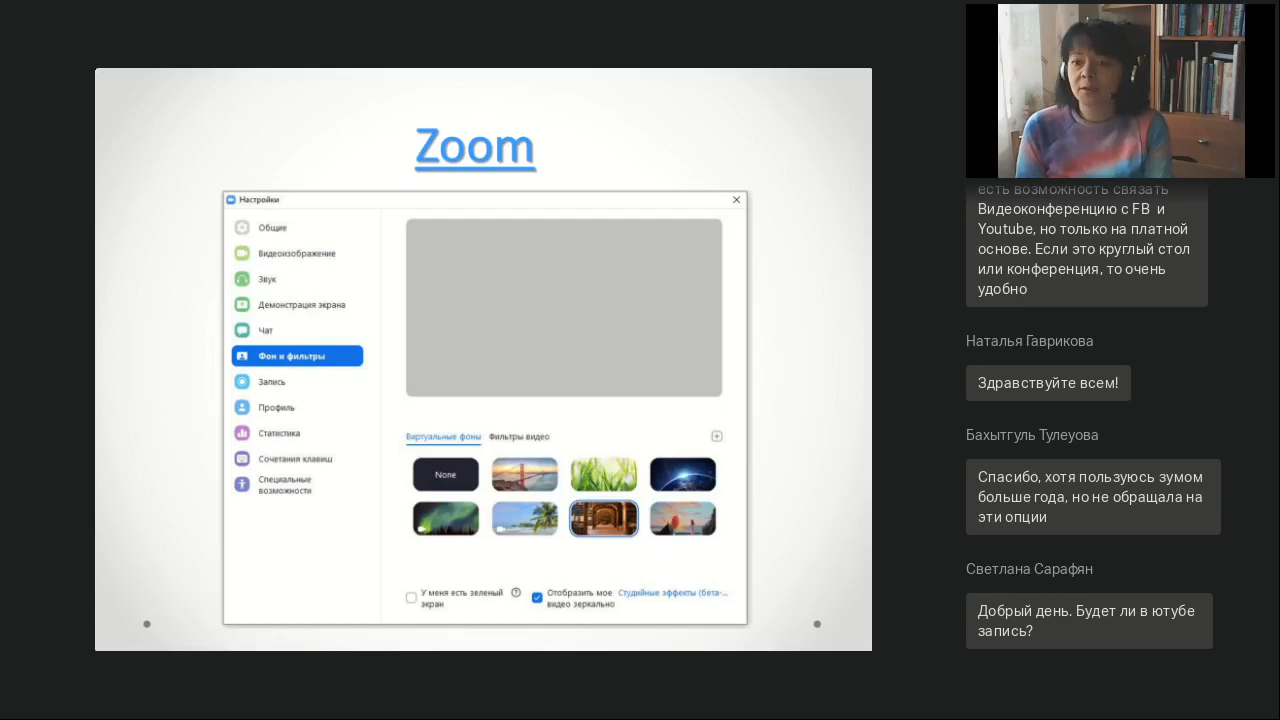 Zoom
Настройки
Общие
Видеоизображение
Звук
Демонстрация экрана
Чат
Фон и фильтры
Запись
Профиль
Статистика
Сочетания клавиш
Специальные
возможности
Виртуальные фоны Фильтры видео
None
У меня есть зеленый
экран
Отобразить мое
видео зеркально
Студийные эффекты (бета-...
есть возможность связать
Видеоконференцию с FB и
Youtube, но только на платной
основе. Если это круглый стол
или конференция, то очень
удобно
Наталья Гаврикова
Здравствуйте всем!
Бахытгуль Тулеуова
Спасибо, хотя пользуюсь зумом
больше года, но не обращала на
эти опции
Светлана Сарафян
Добрый день. Будет ли в ютубе
запись?